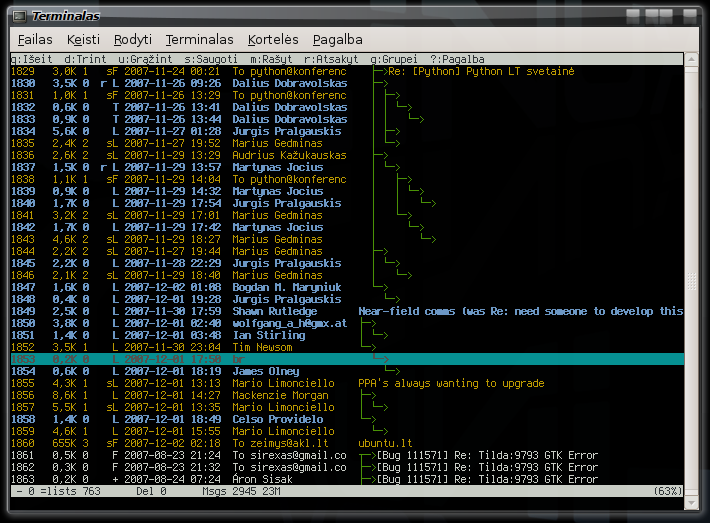 Terminalas
Failas Keisti Rodyti Terminalas Kortelės Pagalba
q:Išeit d:Trint u:Grąžint s:Saugoti m:Rašyt r:Atsakyt g:Grupei ?:Pagalba
1829 3,0K 1 sF 2007-11-24 00:21 To python@konferenc Re: [Python] Python LT svetainė
1830 3,5K 0 r L 2007-11-26 09:26 Dalius Dobravolskas
1831 1,0K 1 sF 2007-11-26 13:29 To python@konferenc
1832 0,6K 0 T 2007-11-26 13:41 Dalius Dobravolskas
1833 0,9K 0 T 2007-11-26 13:44 Dalius Dobravolskas
1834 5,6K 0 L 2007-11-27 01:28 Jurgis Pralgauskis
1835 2,4K 2 sL 2007-11-27 19:52 Marius Gedminas
1836 2,6K 2 sL 2007-11-29 13:29 Audrius Kažukauskas
1837 1,5K 0 r L 2007-11-29 13:57 Martynas Jocius
1838 1,1K 1 sF 2007-11-29 14:04 To python@konferenc
1839 0,9K 0 L 2007-11-29 14:32 Martynas Jocius
1840 1,7K 0 L 2007-11-29 17:54 Jurgis Pralgauskis
1841 3,2K 2 sL 2007-11-29 17:01 Marius Gedminas
1842 1,7K 0 L 2007-11-29 17:42 Martynas Jocius
1843 4,6K 2 sL 2007-11-29 18:27 Marius Gedminas
1844 2,2K 2 sL 2007-11-27 19:44 Marius Gedminas
1845 2,2K 0 L 2007-11-28 22:29 Jurgis Pralgauskis
1846 2,1K 2 sL 2007-11-29 18:40 Marius Gedminas
1847 1,6K 0 L 2007-12-02 01:08 Bogdan M. Maryniuk
1848 0,4K 0 L 2007-12-01 19:28 Jurgis Pralgauskis
1849 2,5K 0 L 2007-11-30 17:59 Shawn Rutledge Near-field comms (was Re: need someone to develop this
1850 3,8K 0 L 2007-12-01 02:40 wolfgang_a_h@gmx.at
1851 1,4K 0 L 2007-12-01 03:48 Ian Stirling
1852 3,5K 1 L 2007-11-30 23:04 Tim Newsom
1853 0,2K 0 L 2007-12-01 17:50 br
1854 0,6K 0 L 2007-12-01 18:19 James Olney
1855 4,3K 1 sL 2007-12-01 13:13 Mario Limonciello PPA's always wanting to upgrade
1856 8,6K 1 L 2007-12-01 14:27 Mackenzie Morgan
1857 5,5K 1 sL 2007-12-01 13:35 Mario Limonciello
1858 1,4K 0 L 2007-12-01 18:49 Celso Providelo
1859 4,6K 1 L 2007-12-01 15:55 Mario Limonciello
1860 655K 3 sF 2007-12-02 02:18 To zeimys@akl.lt ubuntu.lt
1861 0,5K 0 F 2007-08-23 21:24 To sirexas@gmail.co [Bug 111571] Re: Tilda:9793 GTK Error
1862 0,3K 0 F 2007-08-23 21:32 To sirexas@gmail.co [Bug 111571] Re: Tilda:9793 GTK Error
1863 0,2K 0 + 2007-08-24 07:24 Áron Sisak [Bug 111571] Re: Tilda:9793 GTK Error
- 0 =lists 763 Del 0 Msgs 2945 23M (63%)